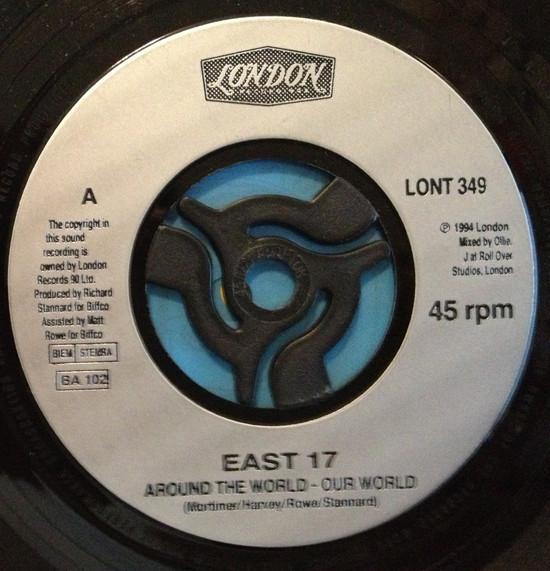 LONDON
A
LONT 349
The copyright in
this sound
recording is
owned by London
Records 90 Ltd.
Produced by Richard
Stannard for Biffco
Assisted by Matt
Rowe for Biffco
BIEM STEMRA
BA 102
℗ 1994 London
Mixed by Ollie.
J at Roll Over
Studios, London
45 rpm
EAST 17
AROUND THE WORLD - OUR WORLD
(Mortimer/Harvey/Rowe/Stannard)